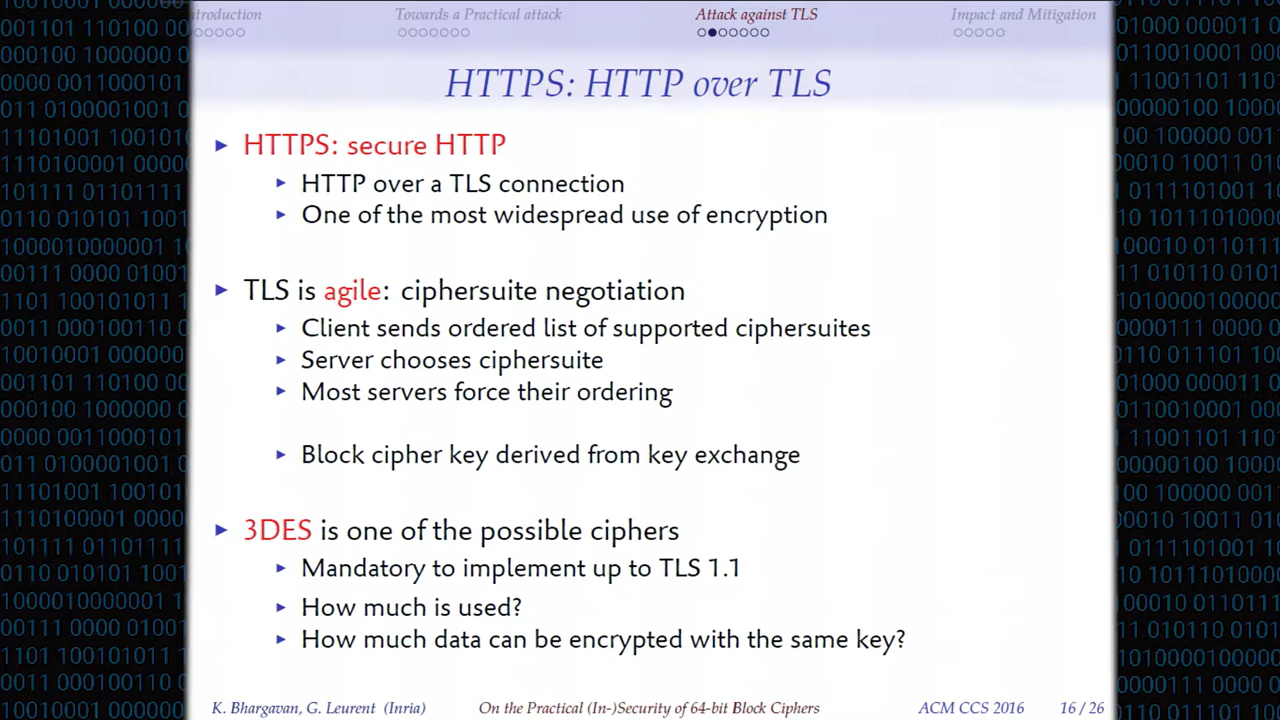 ntroduction Towards a Practical attack Attack against TLS Impact and Mitigation
HTTPS: HTTP over TLS
HTTPS: secure HTTP
HTTP over a TLS connection
One of the most widespread use of encryption
TLS is agile: ciphersuite negotiation
Client sends ordered list of supported ciphersuites
Server chooses ciphersuite
Most servers force their ordering
Block cipher key derived from key exchange
3DES is one of the possible ciphers
Mandatory to implement up to TLS 1.1
How much is used?
How much data can be encrypted with the same key?
K. Bhargavan, G. Leurent (Inria) On the Practical (In-)Security of 64-bit Block Ciphers ACM CCS 2016 16 / 26